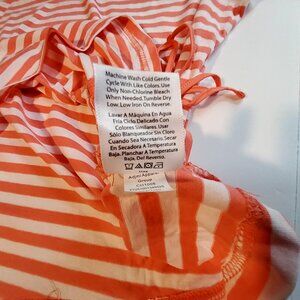 Machine Wash Cold Gentle
Cycle With Like Colors. Use
Only Non-Chlorine Bleach
When Needed. Tumble Dry
Low. Low Iron On Reverse.
Lavar A Máquina En Agua
Fria Ciclo Delicado Con
Colores Similares. Usar
Sólo Blanqueador Sin Cloro
Cuando Sea Necesario. Secar
En Secadora A Temperatura
Baja. Planchar A Temperatura
Baja. Del Reverso.
Group